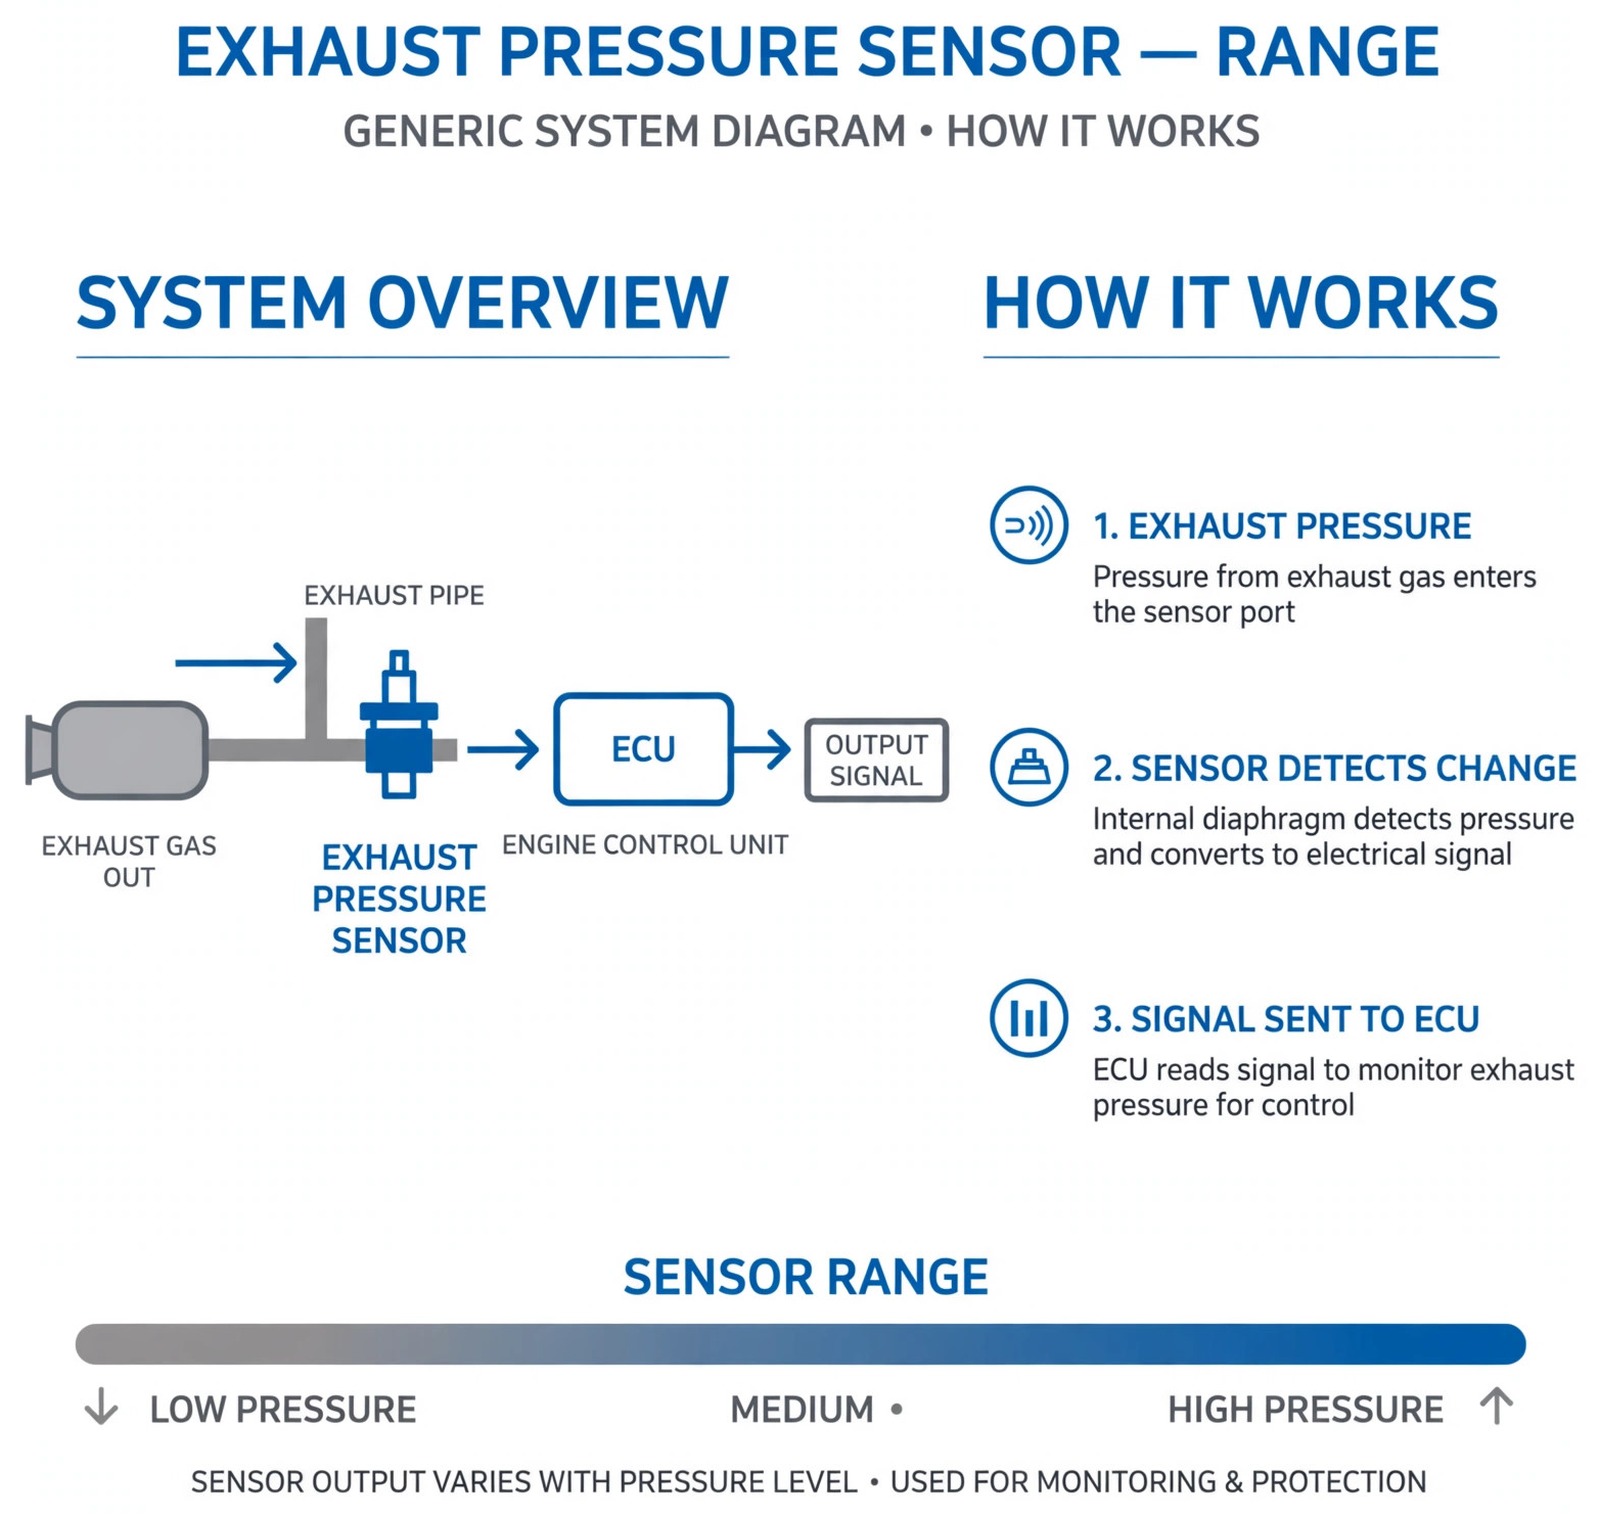 EXHAUST PRESSURE SENSOR — RANGE
GENERIC SYSTEM DIAGRAM • HOW IT WORKS
SYSTEM OVERVIEW
EXHAUST PIPE
ECU
OUTPUT
SIGNAL
EXHAUST GAS
OUT
EXHAUST
PRESSURE
SENSOR
ENGINE CONTROL UNIT
HOW IT WORKS
1. EXHAUST PRESSURE
Pressure from exhaust gas enters
the sensor port
2. SENSOR DETECTS CHANGE
Internal diaphragm detects pressure
and converts to electrical signal
3. SIGNAL SENT TO ECU
ECU reads signal to monitor exhaust
pressure for control
SENSOR RANGE
↓ LOW PRESSURE
MEDIUM •
HIGH PRESSURE ↑
SENSOR OUTPUT VARIES WITH PRESSURE LEVEL • USED FOR MONITORING & PROTECTION